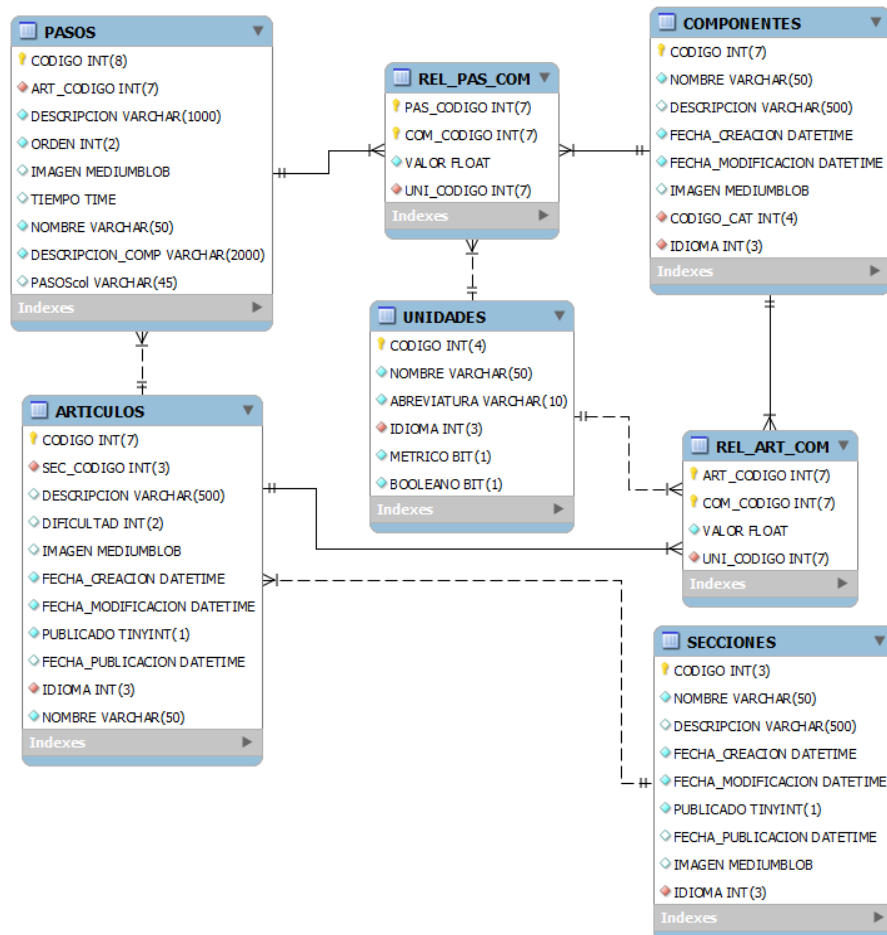 PASOS
CODIGO INT(8)
ART_CODIGO INT(7)
DESCRIPCION VARCHAR(1000)
ORDEN INT(2)
IMAGEN MEDIUMBLOB
TIEMPO TIME
NOMBRE VARCHAR(50)
DESCRIPCION_COMP VARCHAR(2000)
PASOScol VARCHAR(45)
Indexes
REL_PAS_COM
PAS_CODIGO INT(7)
COM_CODIGO INT(7)
VALOR FLOAT
UNI_CODIGO INT(7)
Indexes
COMPONENTES
CODIGO INT(7)
NOMBRE VARCHAR(50)
DESCRIPCION VARCHAR(500)
FECHA_CREACION DATETIME
FECHA_MODIFICACION DATETIME
IMAGEN MEDIUMBLOB
CODIGO_CAT INT(4)
IDIOMA INT(3)
Indexes
UNIDADES
CODIGO INT(4)
NOMBRE VARCHAR(50)
ABREVIATURA VARCHAR(10)
IDIOMA INT(3)
METRICO BIT(1)
BOOLEANO BIT(1)
Indexes
ARTICULOS
CODIGO INT(7)
SEC_CODIGO INT(3)
DESCRIPCION VARCHAR(500)
DIFICULTAD INT(2)
IMAGEN MEDIUMBLOB
FECHA_CREACION DATETIME
FECHA_MODIFICACION DATETIME
PUBLICADO TINYINT(1)
FECHA_PUBLICACION DATETIME
IDIOMA INT(3)
NOMBRE VARCHAR(50)
Indexes
REL_ART_COM
ART_CODIGO INT(7)
COM_CODIGO INT(7)
VALOR FLOAT
UNI_CODIGO INT(7)
Indexes
SECCIONES
CODIGO INT(3)
NOMBRE VARCHAR(50)
DESCRIPCION VARCHAR(500)
FECHA_CREACION DATETIME
FECHA_MODIFICACION DATETIME
PUBLICADO TINYINT(1)
FECHA_PUBLICACION DATETIME
IMAGEN MEDIUMBLOB
IDIOMA INT(3)
Indexes